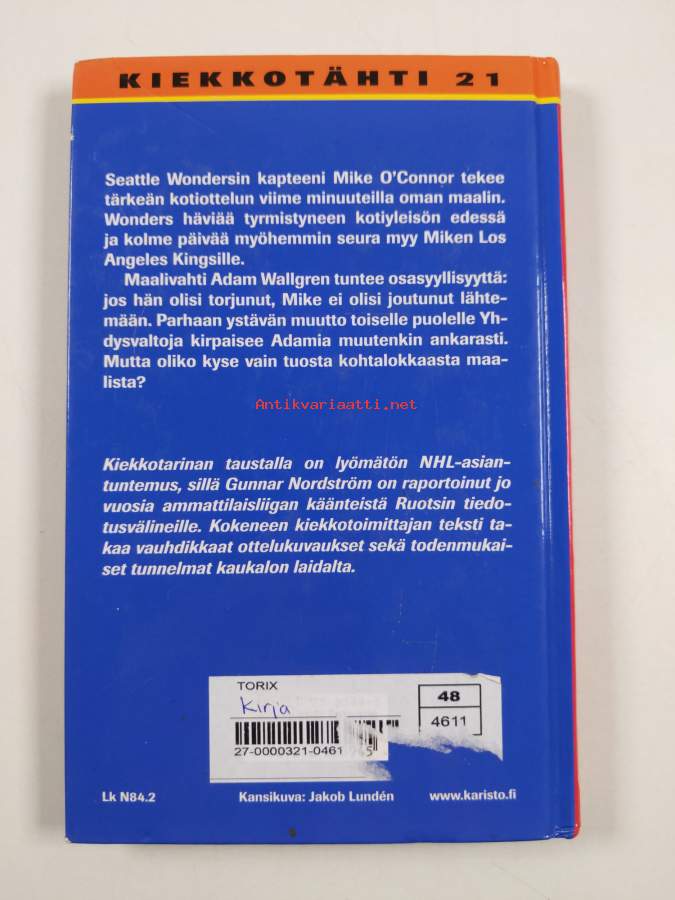 KIEKKOTÄHTI 21
Seattle Wondersin kapteeni Mike O'Connor tekee
tärkeän kotiottelun viime minuuteilla oman maalin.
Wonders häviää tyrmistyneen kotiyleisön edessä
ja kolme päivää myöhemmin seura myy Miken Los
Angeles Kingsille.
Maalivahti Adam Wallgren tuntee osasyyllisyyttä:
jos hän olisi torjunut, Mike ei olisi joutunut lähte-
mään. Parhaan ystävän muutto toiselle puolelle Yh-
dysvaltoja kirpaisee Adamia muutenkin ankarasti.
Mutta oliko kyse vain tuosta kohtalokkaasta maa-
lista?
Antikvariaatti.net
Kiekkotarinan taustalla on lyömätön NHL-asian-
tuntemus, sillä Gunnar Nordström on raportoinut jo
vuosia ammattilaisliigan käänteistä Ruotsin tiedo-
tusvälineille. Kokeneen kiekkotoimittajan teksti ta-
kaa vauhdikkaat ottelukuvaukset sekä todenmukai-
set tunnelmat kaukalon laidalta.
TORIX
Kirja
48
4611
27-0000321-0461
Lk N84.2
Kansikuva: Jakob Lundén
www.karisto.fi